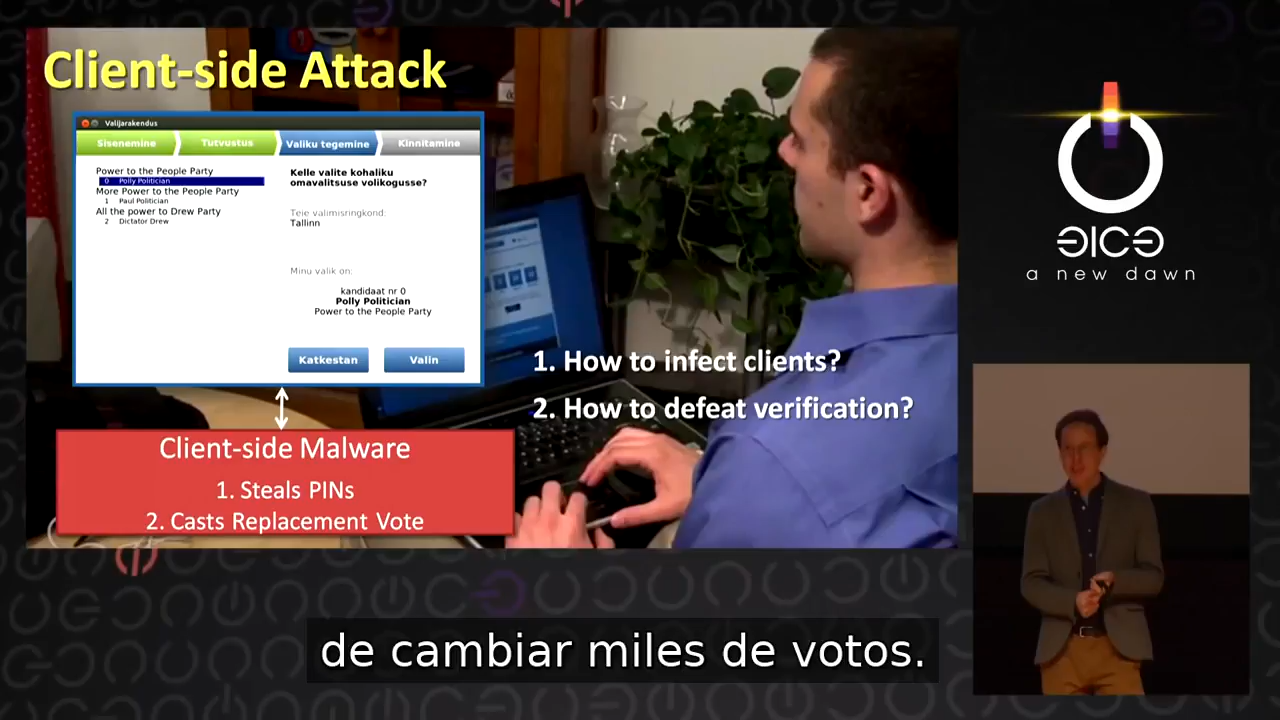 Client-side Attack
Valijarakendus
Sisenemine
Tutvustus
Valiku tegemine
Kinnitamine
Power to the People Party
0 Polly Politician
More Power to the People Party
1 Paul Politician
All the power to Drew Party
2 Dictator Drew
Kelle valite kohaliku
omavalitsuse volikogusse?
Teie valimisringkond:
Tallinn
Minu valik on:
kandidaat nr 0
Polly Politician
Power to the People Party
Katkestan
Valin
1. How to infect clients?
2. How to defeat verification?
Client-side Malware
1. Steals PINs
2. Casts Replacement Vote
a new dawn
de cambiar miles de votos.